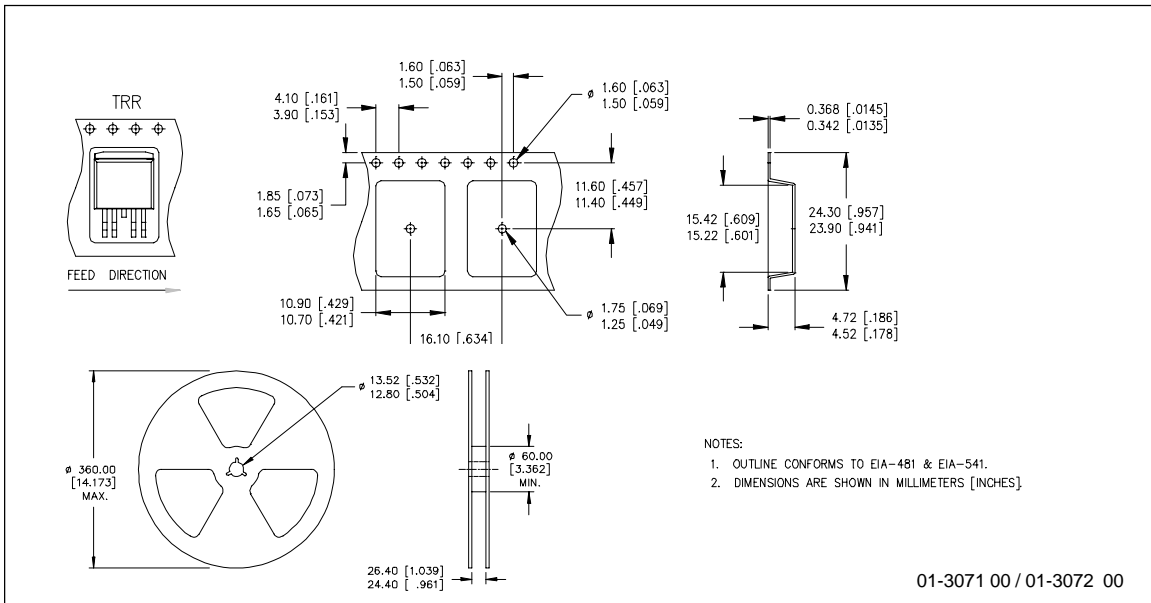 TRR
FEED DIRECTION
1.60 [.063]
1.50 [.059]
4.10 [.161]
3.90 [.153]
ø 1.60 [.063]
1.50 [.059]
1.85 [.073]
1.65 [.065]
11.60 [.457]
11.40 [.449]
10.90 [.429]
10.70 [.421]
16.10 [.634]
ø 1.75 [.069]
1.25 [.049]
0.368 [.0145]
0.342 [.0135]
15.42 [.609]
15.22 [.601]
24.30 [.957]
23.90 [.941]
4.72 [.186]
4.52 [.178]
ø 360.00
[14.173]
MAX.
ø 13.52 [.532]
12.80 [.504]
ø 60.00
[3.362]
MIN.
26.40 [1.039]
24.40 [ .961]
NOTES:
1. OUTLINE CONFORMS TO EIA-481 & EIA-541.
2. DIMENSIONS ARE SHOWN IN MILLIMETERS [INCHES]
01-3071 00 / 01-3072 00